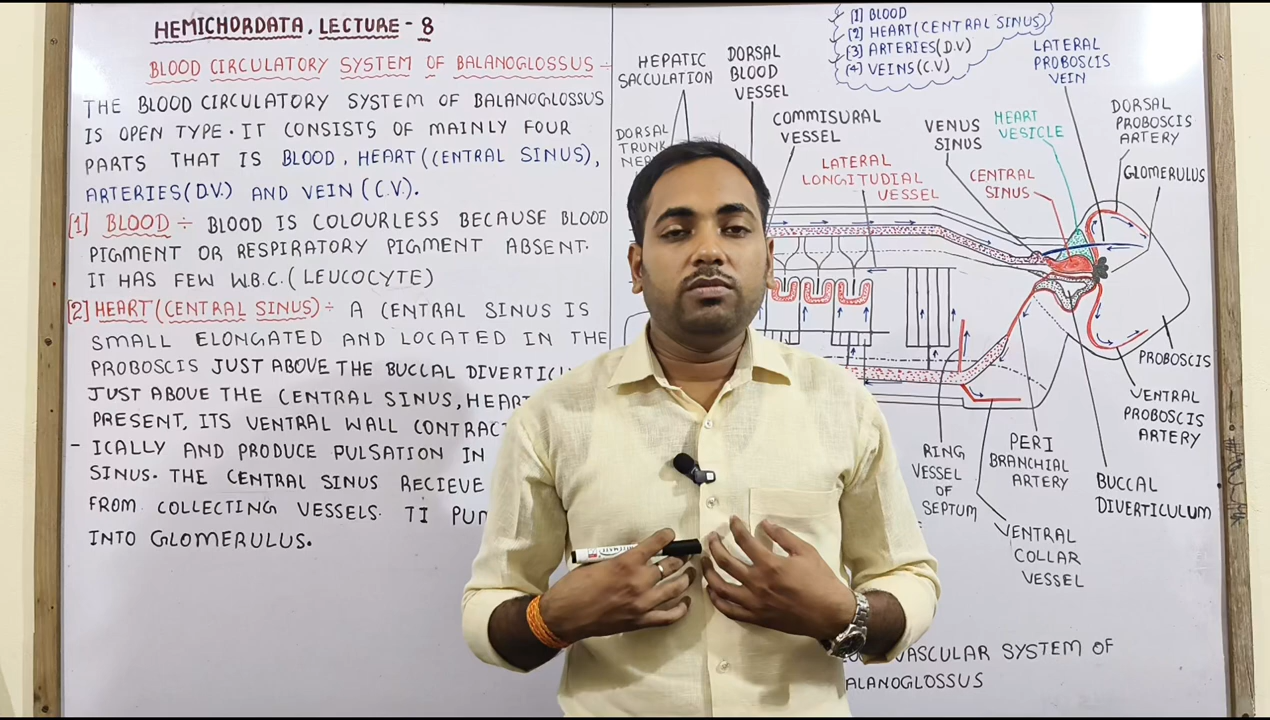 HEMICHORDATA, LECTURE - 8
BLOOD CIRCULATORY SYSTEM OF BALANOGLOSSUS ÷
THE BLOOD CIRCULATORY SYSTEM OF BALANOGLOSSUS
IS OPEN TYPE. IT CONSISTS OF MAINLY FOUR
PARTS THAT IS BLOOD, HEART (CENTRAL SINUS),
ARTERIES(D.V.) AND VEIN (C.V.).
[1] BLOOD ÷ BLOOD IS COLOURLESS BECAUSE BLOOD
PIGMENT OR RESPIRATORY PIGMENT ABSENT.
IT HAS FEW W.B.C.(LEUCOCYTE)
[2] HEART (CENTRAL SINUS) ÷ A CENTRAL SINUS IS
SMALL ELONGATED AND LOCATED IN THE
PROBOSCIS JUST ABOVE THE BUCCAL
JUST ABOVE THE CENTRAL SINUS,
PRESENT, ITS VENTRAL WALL
- ICALLY AND PRODUCE PULSATION IN
SINUS. THE CENTRAL SINUS RECIEVE
FROM COLLECTING VESSELS. TI
INTO GLOMERULUS.
[1] BLOOD
[2] HEART (CENTRAL SINUS)
[3] ARTERIES(D.V)
[4] VEINS(C.V)
HEPATIC
SACCULATION
DORSAL
BLOOD
VESSEL
LATERAL
PROBOSCIS
VEIN
DORSAL
PROBOSCIS
ARTERY
COMMISURAL
VESSEL
VENUS
SINUS
HEART
VESICLE
GLOMERULUS
DORSAL
TRUNK
LATERAL
LONGITUDIAL
VESSEL
CENTRAL
SINUS
PROBOSCIS
VENTRAL
PROBOSCIS
ARTERY
RING
VESSEL
OF
SEPTUM
PERI
BRANCHIAL
ARTERY
BUCCAL
DIVERTICULUM
VENTRAL
COLLAR
VESSEL
VASCULAR SYSTEM OF